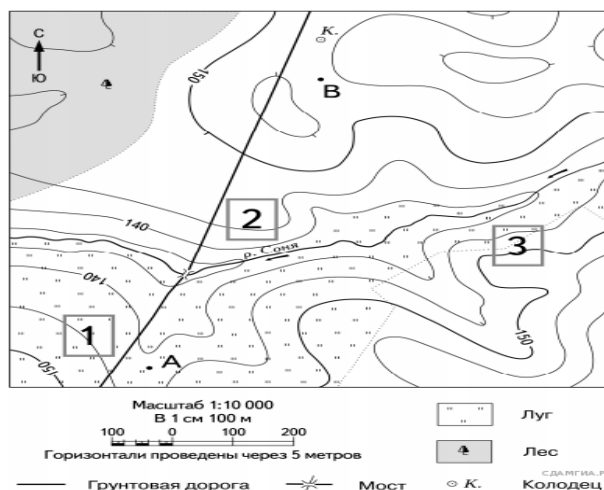 С
Ю
К.
В
150
140
2
р. Соня
3
140
1
А
150
150
Масштаб 1:10 000
В 1 см 100 м
100 0 100 200
Горизонтали проведены через 5 метров
Луг
Лес
Грунтовая дорога
Мост
К.
Колодец
СДАМГИА.Р